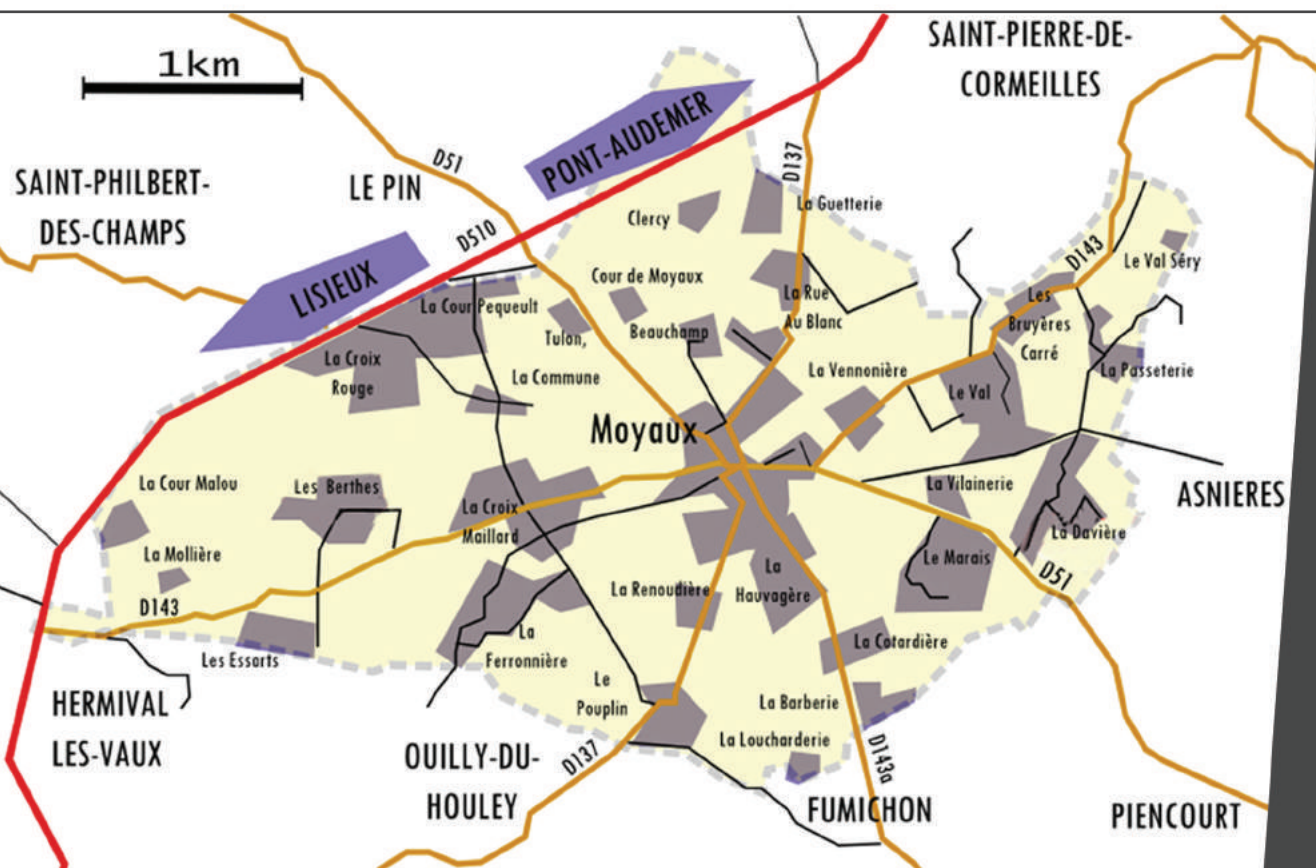 1km
SAINT-PIERRE-DE-
CORMEILLES
PONT-AUDEMER
D51
D137
SAINT-PHILBERT-
DES-CHAMPS
LE PIN
Clercy
La Guetterie
D510
D143
Le Val Séry
LISIEUX
Cour de Moyaux
La Cour Pequeult
La Rue
Au Blanc
Les
Bruyères
Carré
Tulon,
Beauchamp
La Croix
Rouge
La Commune
La Vennonière
La Passeterie
Le Val
Moyaux
La Cour Malou
Les Berthes
La Vilainerie
ASNIERES
La Croix
Maillard
La Davière
La Mollière
Le Marais
La
Hauvagère
La Renoudière
D51
D143
La
Ferronnière
La Cotardière
Les Essarts
Le
Pouplin
La Barberie
HERMIVAL
LES-VAUX
La Loucharderie
OUILLY-DU-
HOULEY
D137
D143a
FUMICHON
PIENCOURT